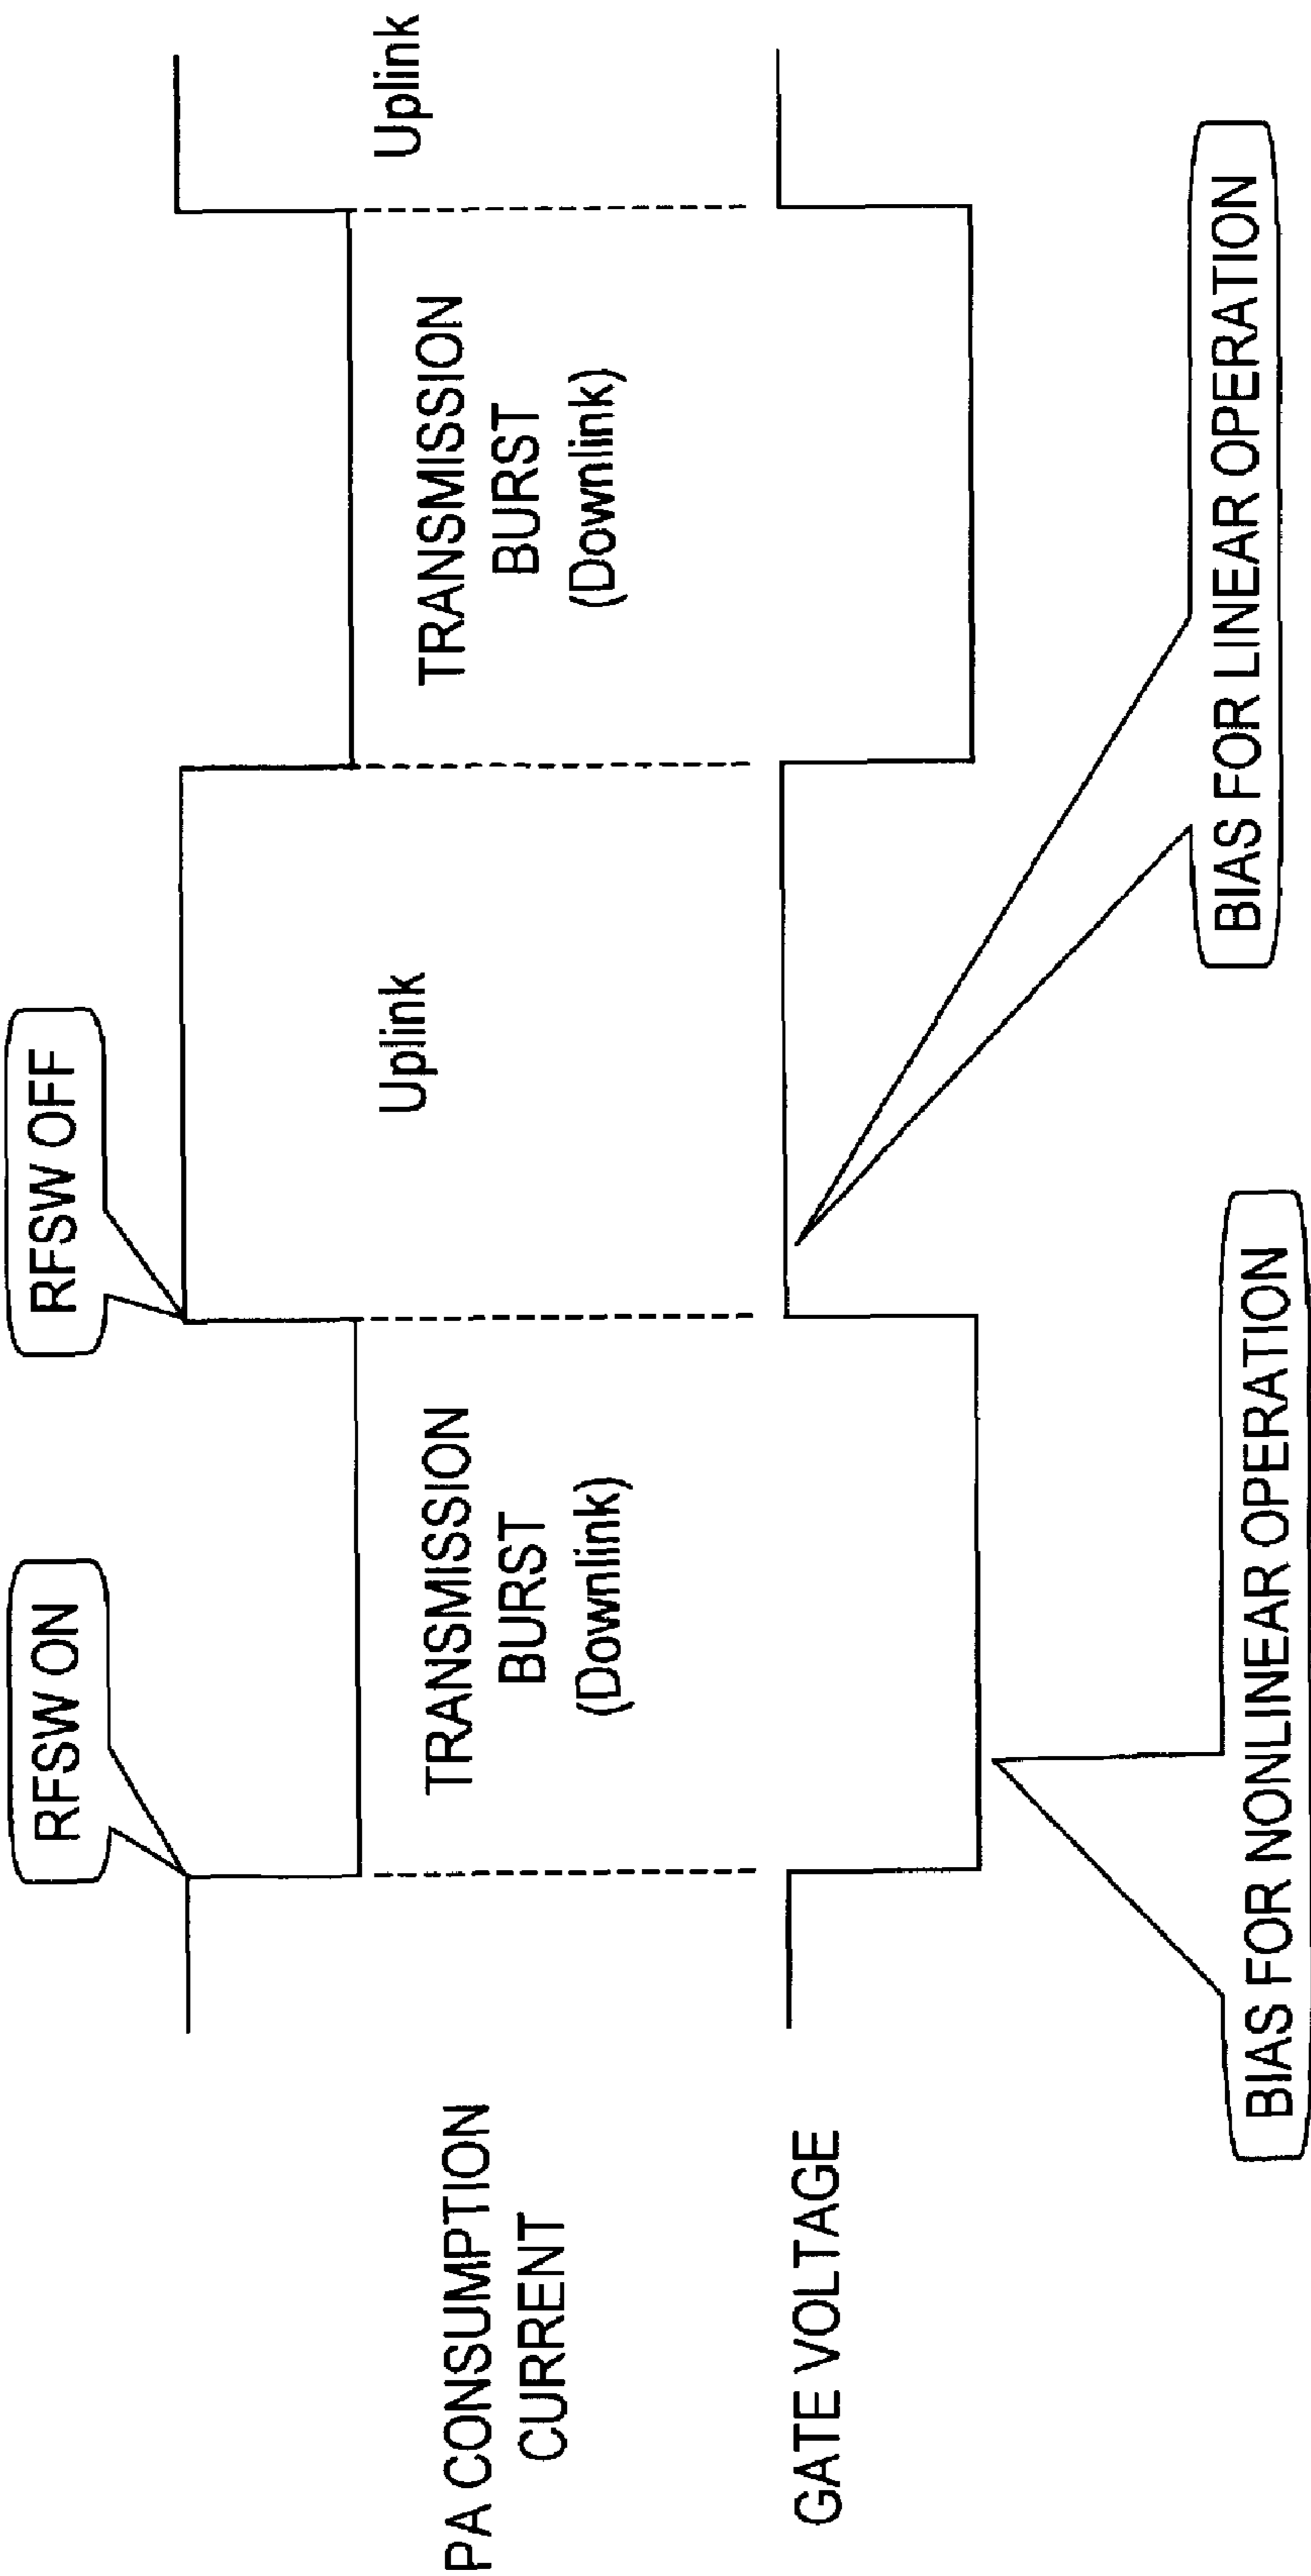 RFSW ON
RFSW OFF
PA CONSUMPTION
CURRENT
TRANSMISSION
BURST
(Downlink)
Uplink
TRANSMISSION
BURST
(Downlink)
Uplink
GATE VOLTAGE
BIAS FOR NONLINEAR OPERATION
BIAS FOR LINEAR OPERATION